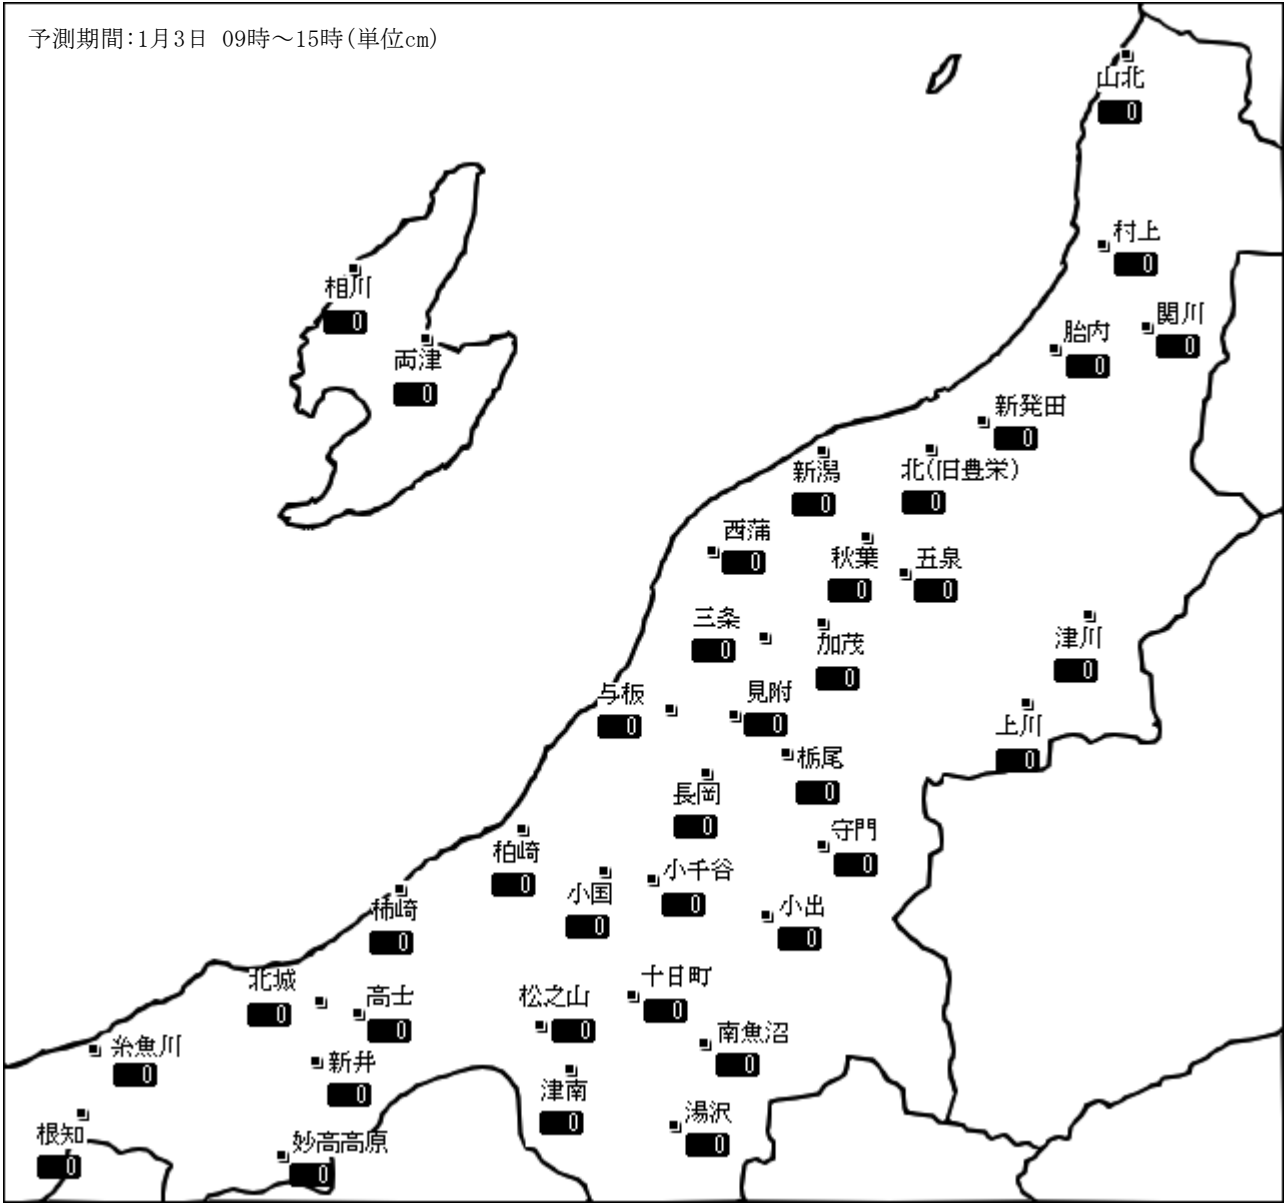 予測期間:1月3日 09時～15時(単位cm)
山北
0
村上
0
相川
0
関川
0
胎内
0
両津
0
新発田
0
新潟
0
北(旧豊栄)
0
西蒲
0
秋葉
0
五泉
0
三条
0
加茂
0
津川
0
与板
0
見附
0
上川
0
栃尾
0
長岡
0
守門
0
柏崎
0
小国
0
小千谷
0
小出
0
柿崎
0
北城
0
高士
0
松之山
0
十日町
0
南魚沼
0
糸魚川
0
新井
0
津南
0
湯沢
0
根知
0
妙高高原
0